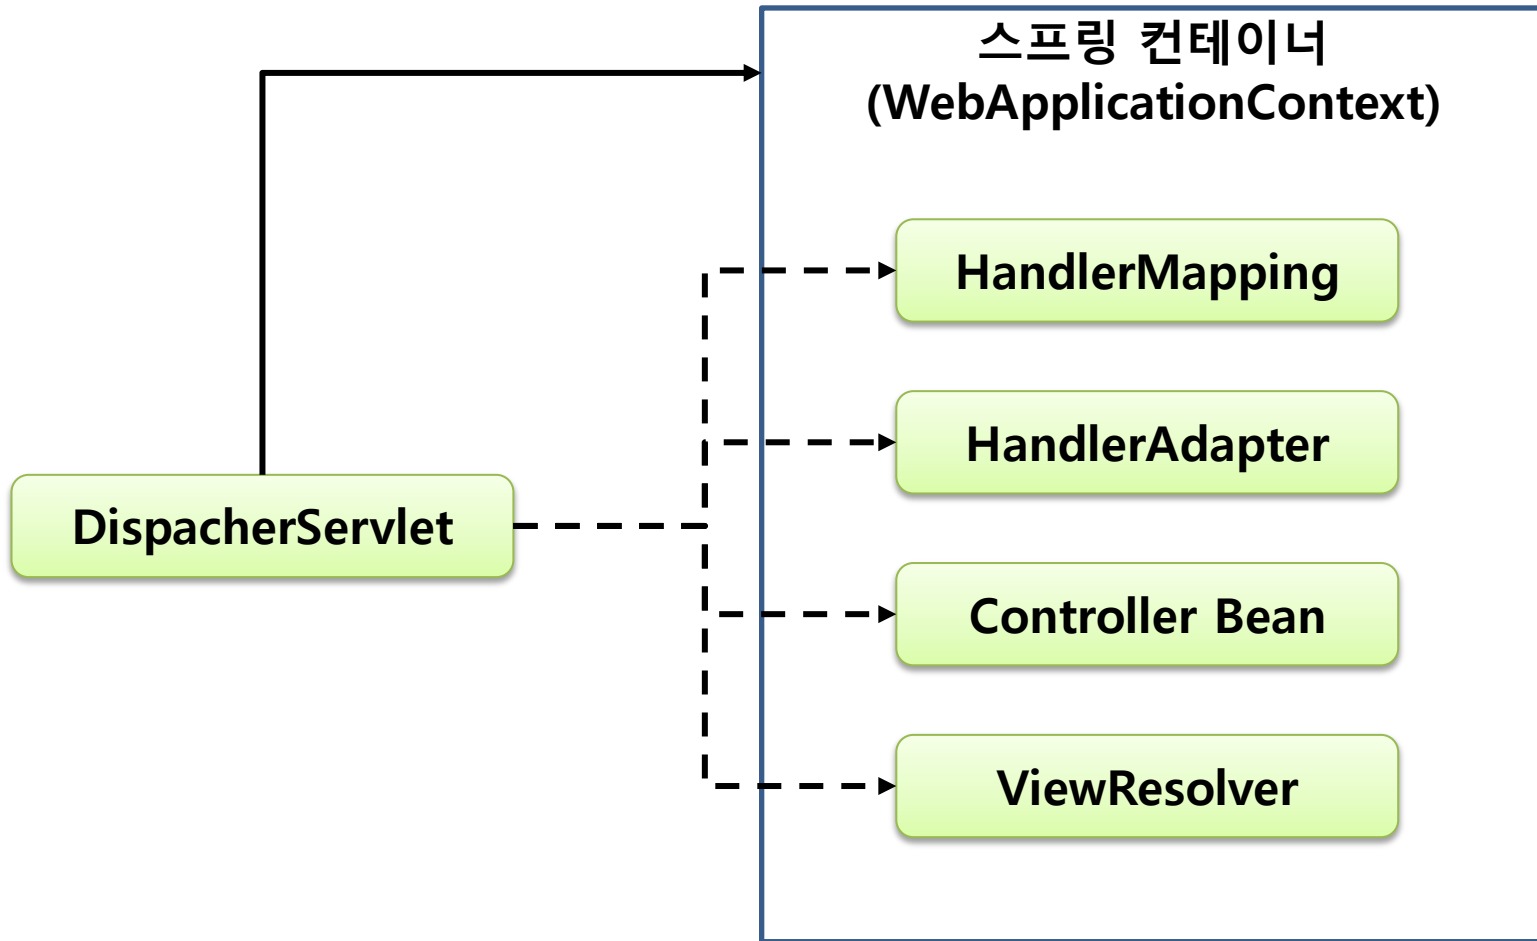 스프링 컨테이너
(WebApplicationContext)
HandlerMapping
HandlerAdapter
DispacherServlet
Controller Bean
ViewResolver